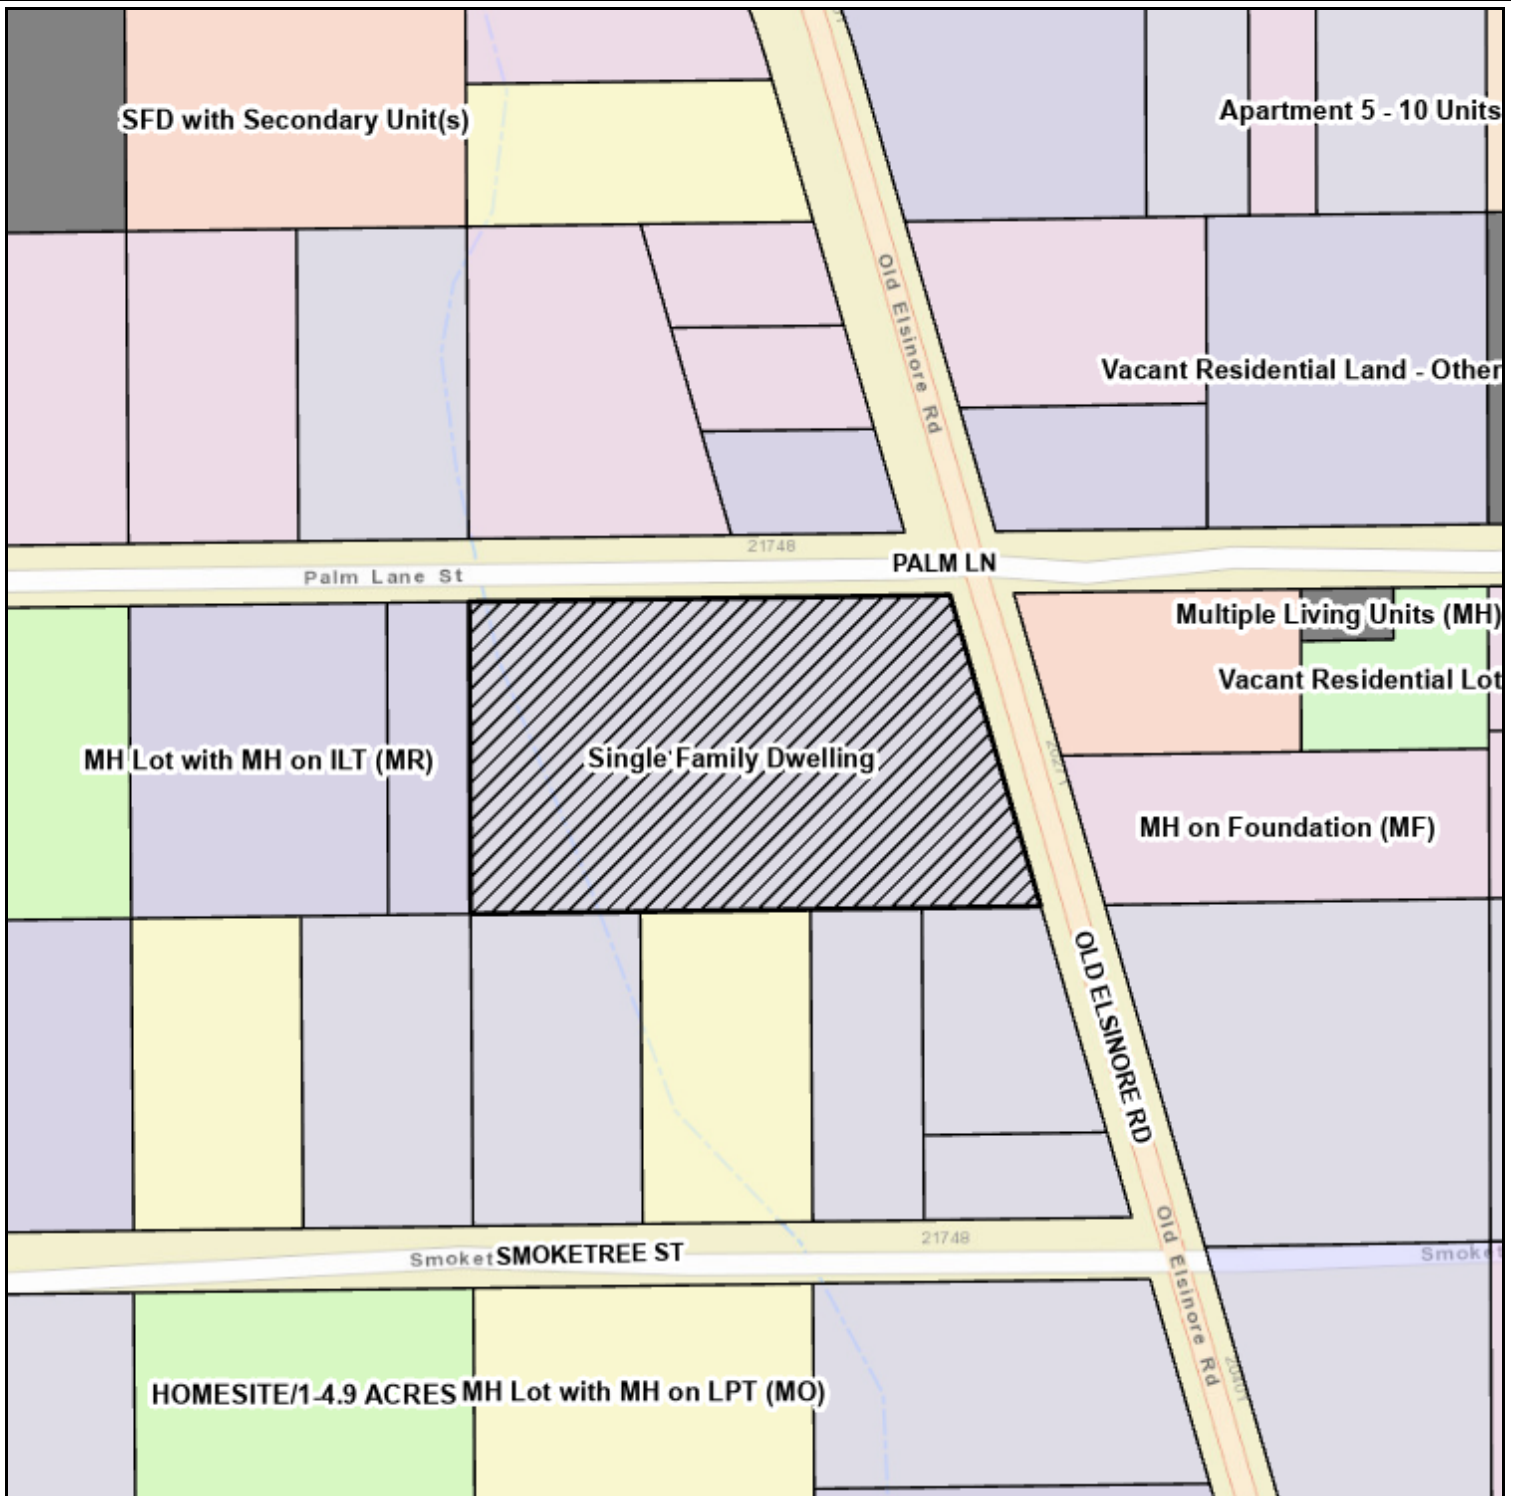 SFD with Secondary Unit(s)
Apartment 5 - 10 Units
Old Elsinore Rd
Vacant Residential Land - Other
21748
PALM LN
Palm Lane St
Multiple Living Units (MH)
Vacant Residential Lot
MH Lot with MH on ILT (MR)
Single Family Dwelling
20271
MH on Foundation (MF)
OLD ELSINORE RD
21748
Smoket
SMOKETREE ST
Smoket
Old Elsinore Rd
20401
HOMESITE/1-4.9 ACRES
MH Lot with MH on LPT (MO)